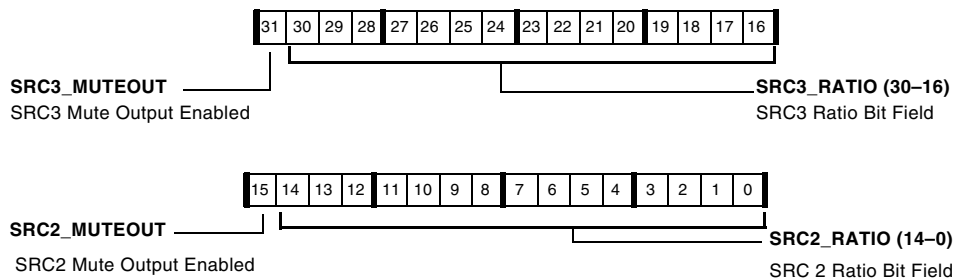 31 30 29 28 27 26 25 24 23 22 21 20 19 18 17 16
SRC3_MUTEOUT
SRC3 Mute Output Enabled
SRC3_RATIO (30–16)
SRC3 Ratio Bit Field
15 14 13 12 11 10 9 8 7 6 5 4 3 2 1 0
SRC2_MUTEOUT
SRC2 Mute Output Enabled
SRC2_RATIO (14–0)
SRC 2 Ratio Bit Field